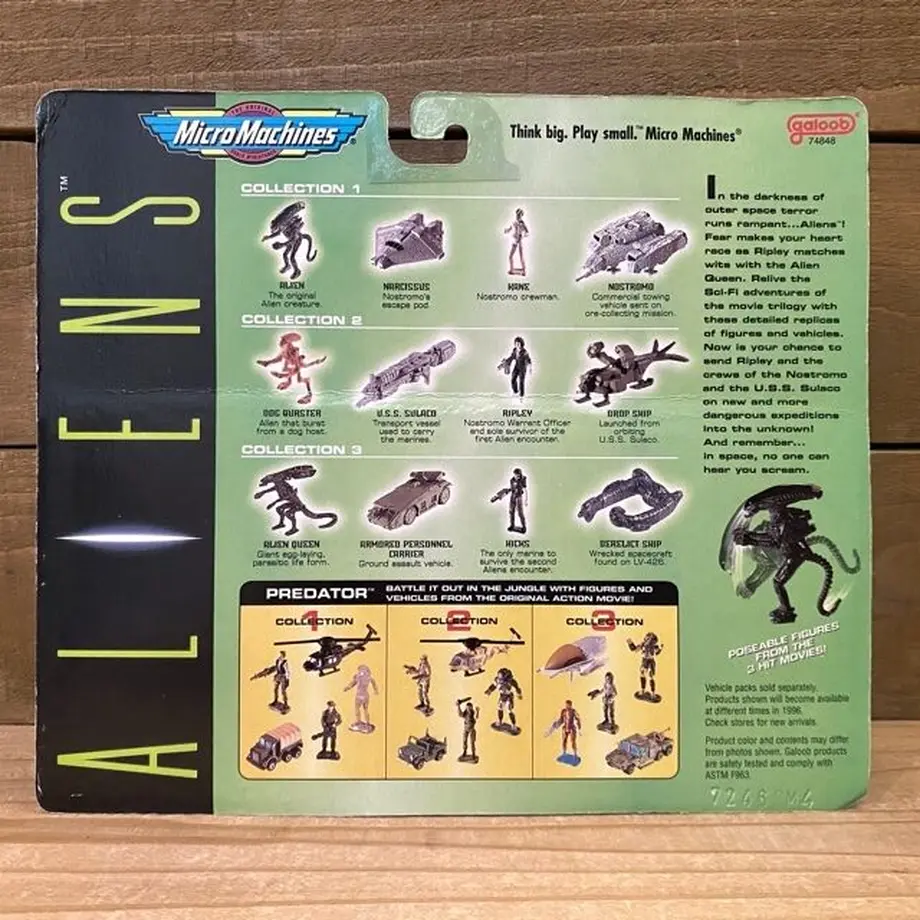 THE ORIGINAL
Micro Machines®
Think big. Play small.™ Micro Machines®
galoob®
74848
ALIENS™
COLLECTION 1
ALIEN
The original
Alien creature.
NARCISSUS
Nostromo's
escape pod.
KANE
Nostromo crewman.
NOSTROMO
Commercial towing
vehicle sent on
ore-collecting mission.
COLLECTION 2
DOG BURSTER
Alien that burst
from a dog host.
U.S.S. SULACO
Transport vessel
used to carry
the marines.
RIPLEY
Nostromo Warrent Officer
and sole survivor of the
first Alien encounter.
DROP SHIP
Launched from
orbiting
U.S.S. Sulaco.
COLLECTION 3
ALIEN QUEEN
Giant egg-laying,
parasitic life form.
ARMORED PERSONNEL
CARRIER
Ground assault vehicle.
HICKS
The only marine to
survive the second
Aliens encounter.
DERELICT SHIP
Wrecked spacecraft
found on LV-426.
In the darkness of
outer space terror
runs rampant...Aliens™!
Fear makes your heart
race as Ripley matches
wits with the Alien
Queen. Relive the
Sci-Fi adventures of
the movie trilogy with
these detailed replicas
of figures and vehicles.
Now is your chance to
send Ripley and the
crews of the Nostromo
and the U.S.S. Sulaco
on new and more
dangerous expeditions
into the unknown!
And remember...
in space, no one can
hear you scream.
POSEABLE FIGURES
FROM THE
3 HIT MOVIES!
PREDATOR™
BATTLE IT OUT IN THE JUNGLE WITH FIGURES AND
VEHICLES FROM THE ORIGINAL ACTION MOVIE!
1
COLLECTION
2
COLLECTION
3
COLLECTION
Vehicle packs sold separately.
Products shown will become available
at different times in 1996.
Check stores for new arrivals.
Product color and contents may differ
from photos shown. Galoob products
are safety tested and comply with
ASTM F963.